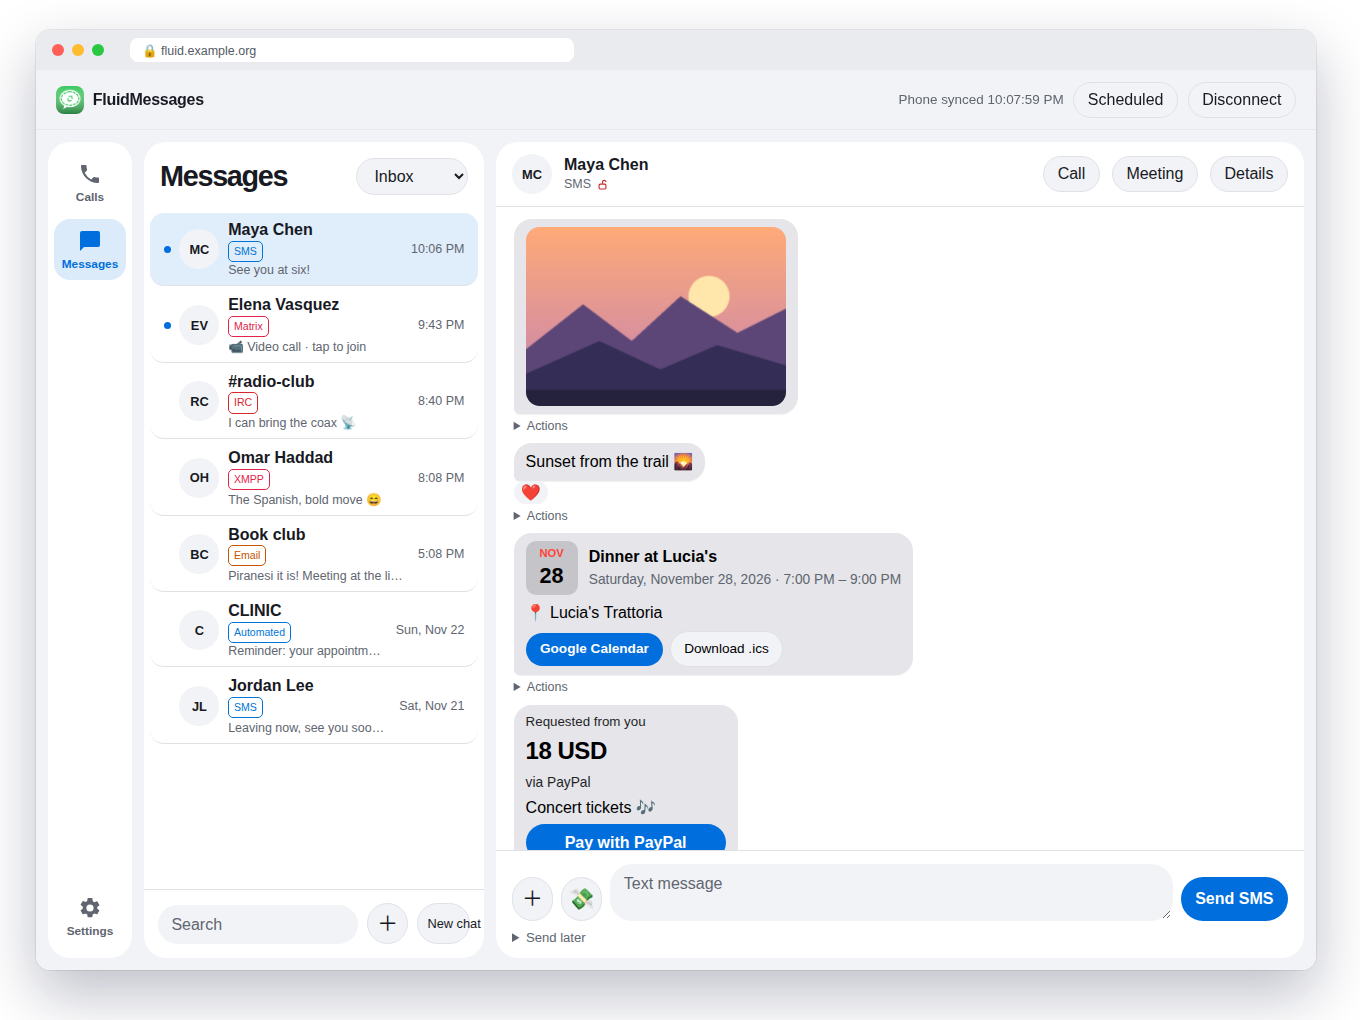 🔒 fluid.example.org
FluidMessages
Phone synced 10:07:59 PM
Scheduled
Disconnect
Calls
Messages
Settings
Messages
Inbox
MC
Maya Chen
SMS
See you at six!
10:06 PM
EV
Elena Vasquez
Matrix
📹 Video call · tap to join
9:43 PM
RC
#radio-club
IRC
I can bring the coax 📡
8:40 PM
OH
Omar Haddad
XMPP
The Spanish, bold move 😄
8:08 PM
BC
Book club
Email
Piranesi it is! Meeting at the li…
5:08 PM
C
CLINIC
Automated
Reminder: your appointm…
Sun, Nov 22
JL
Jordan Lee
SMS
Leaving now, see you soo…
Sat, Nov 21
Search
+
New chat
MC
Maya Chen
SMS
Call
Meeting
Details
▶ Actions
Sunset from the trail 🌄
❤️
▶ Actions
NOV
28
Dinner at Lucia's
Saturday, November 28, 2026 · 7:00 PM – 9:00 PM
📍 Lucia's Trattoria
Google Calendar
Download .ics
▶ Actions
Requested from you
18 USD
via PayPal
Concert tickets 🎶
Pay with PayPal
+
💸
Text message
Send SMS
▶ Send later